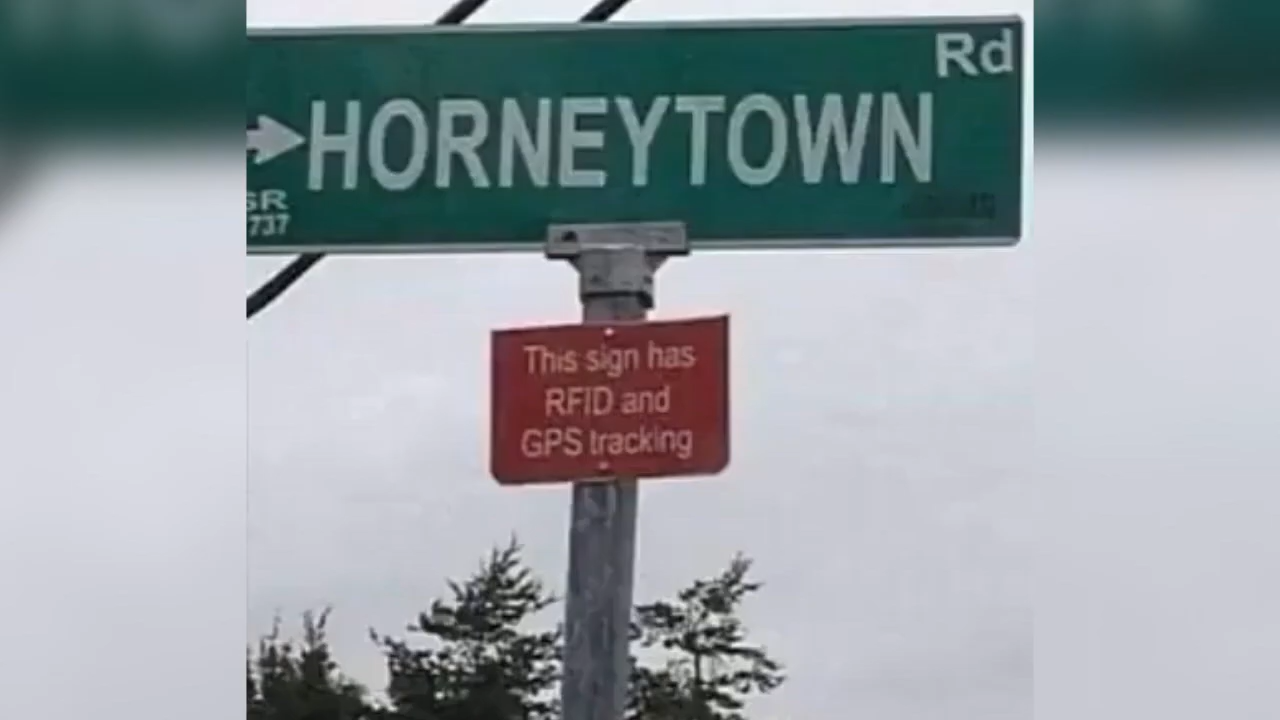 Rd
HORNEYTOWN
SR
737
This sign has
RFID and
GPS tracking